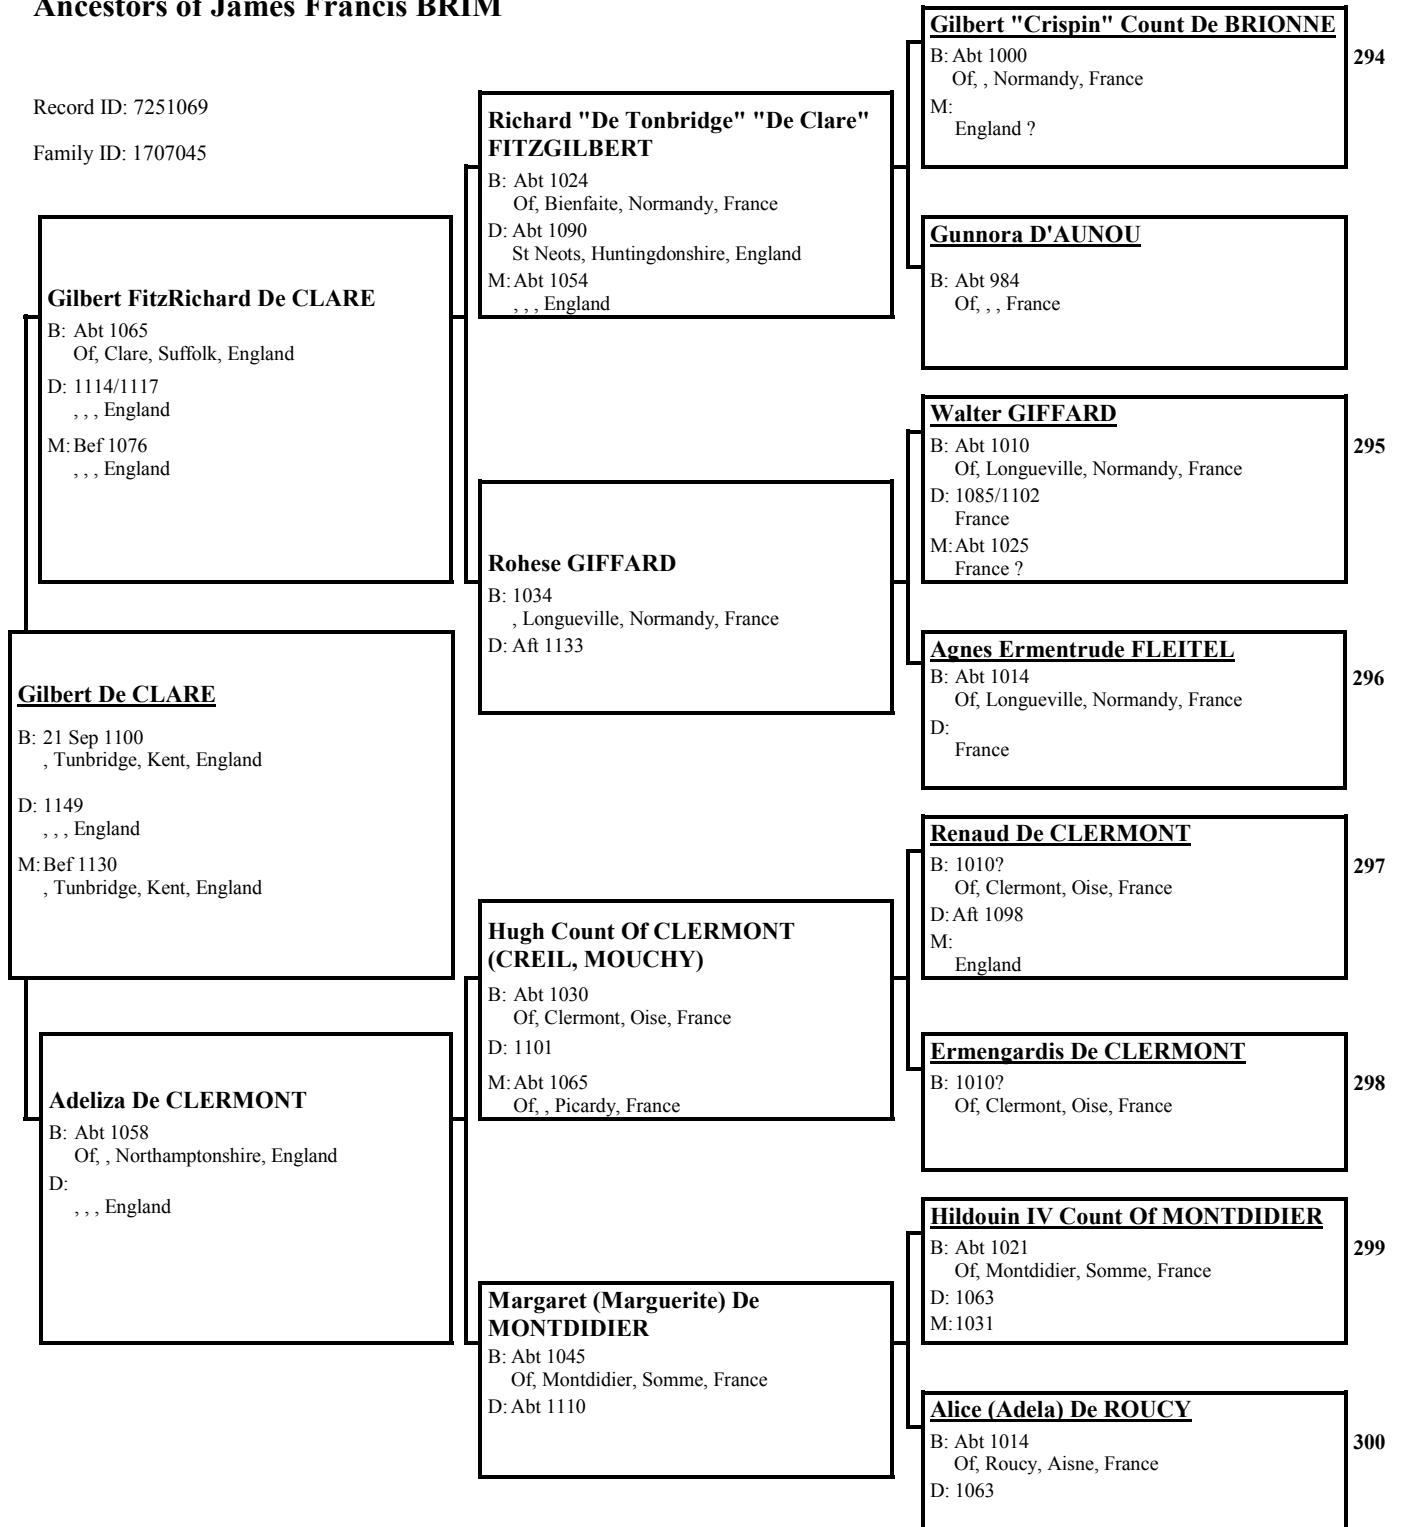 Ancestors of James Francis BRIM
Record ID: 7251069
Family ID: 1707045
Gilbert FitzRichard De CLARE
B: Abt 1065
Of, Clare, Suffolk, England
D: 1114/1117
, , , England
M: Bef 1076
, , , England
Gilbert De CLARE
B: 21 Sep 1100
, Tunbridge, Kent, England
D: 1149
, , , England
M: Bef 1130
, Tunbridge, Kent, England
Adeliza De CLERMONT
B: Abt 1058
Of, , Northamptonshire, England
D:
, , , England
Richard "De Tonbridge" "De Clare"
FITZGILBERT
B: Abt 1024
Of, Bienfaite, Normandy, France
D: Abt 1090
St Neots, Huntingdonshire, England
M: Abt 1054
, , , England
Rohese GIFFARD
B: 1034
, Longueville, Normandy, France
D: Aft 1133
Hugh Count Of CLERMONT
(CREIL, MOUCHY)
B: Abt 1030
Of, Clermont, Oise, France
D: 1101
M: Abt 1065
Of, , Picardy, France
Margaret (Marguerite) De
MONTDIDIER
B: Abt 1045
Of, Montdidier, Somme, France
D: Abt 1110
Gilbert "Crispin" Count De BRIONNE
B: Abt 1000
Of, , Normandy, France
M:
England ?
294
Gunnora D'AUNOU
B: Abt 984
Of, , , France
Walter GIFFARD
B: Abt 1010
Of, Longueville, Normandy, France
D: 1085/1102
France
M: Abt 1025
France ?
295
Agnes Ermentrude FLEITEL
B: Abt 1014
Of, Longueville, Normandy, France
D:
France
296
Renaud De CLERMONT
B: 1010?
Of, Clermont, Oise, France
D: Aft 1098
M:
England
297
Ermengardis De CLERMONT
B: 1010?
Of, Clermont, Oise, France
298
Hildouin IV Count Of MONTDIDIER
B: Abt 1021
Of, Montdidier, Somme, France
D: 1063
M: 1031
299
Alice (Adela) De ROUCY
B: Abt 1014
Of, Roucy, Aisne, France
D: 1063
300